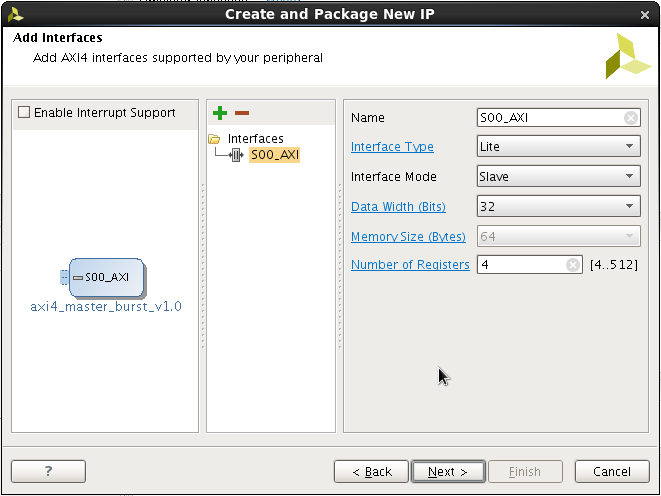 Create and Package New IP
Add Interfaces
Add AXI4 interfaces supported by your peripheral
Enable Interrupt Support
S00_AXI
axi4_master_burst_v1.0
Interfaces
S00_AXI
Name S00_AXI
Interface Type Lite
Interface Mode Slave
Data Width (Bits) 32
Memory Size (Bytes) 64
Number of Registers 4 [4..512]
? < Back Next > Finish Cancel